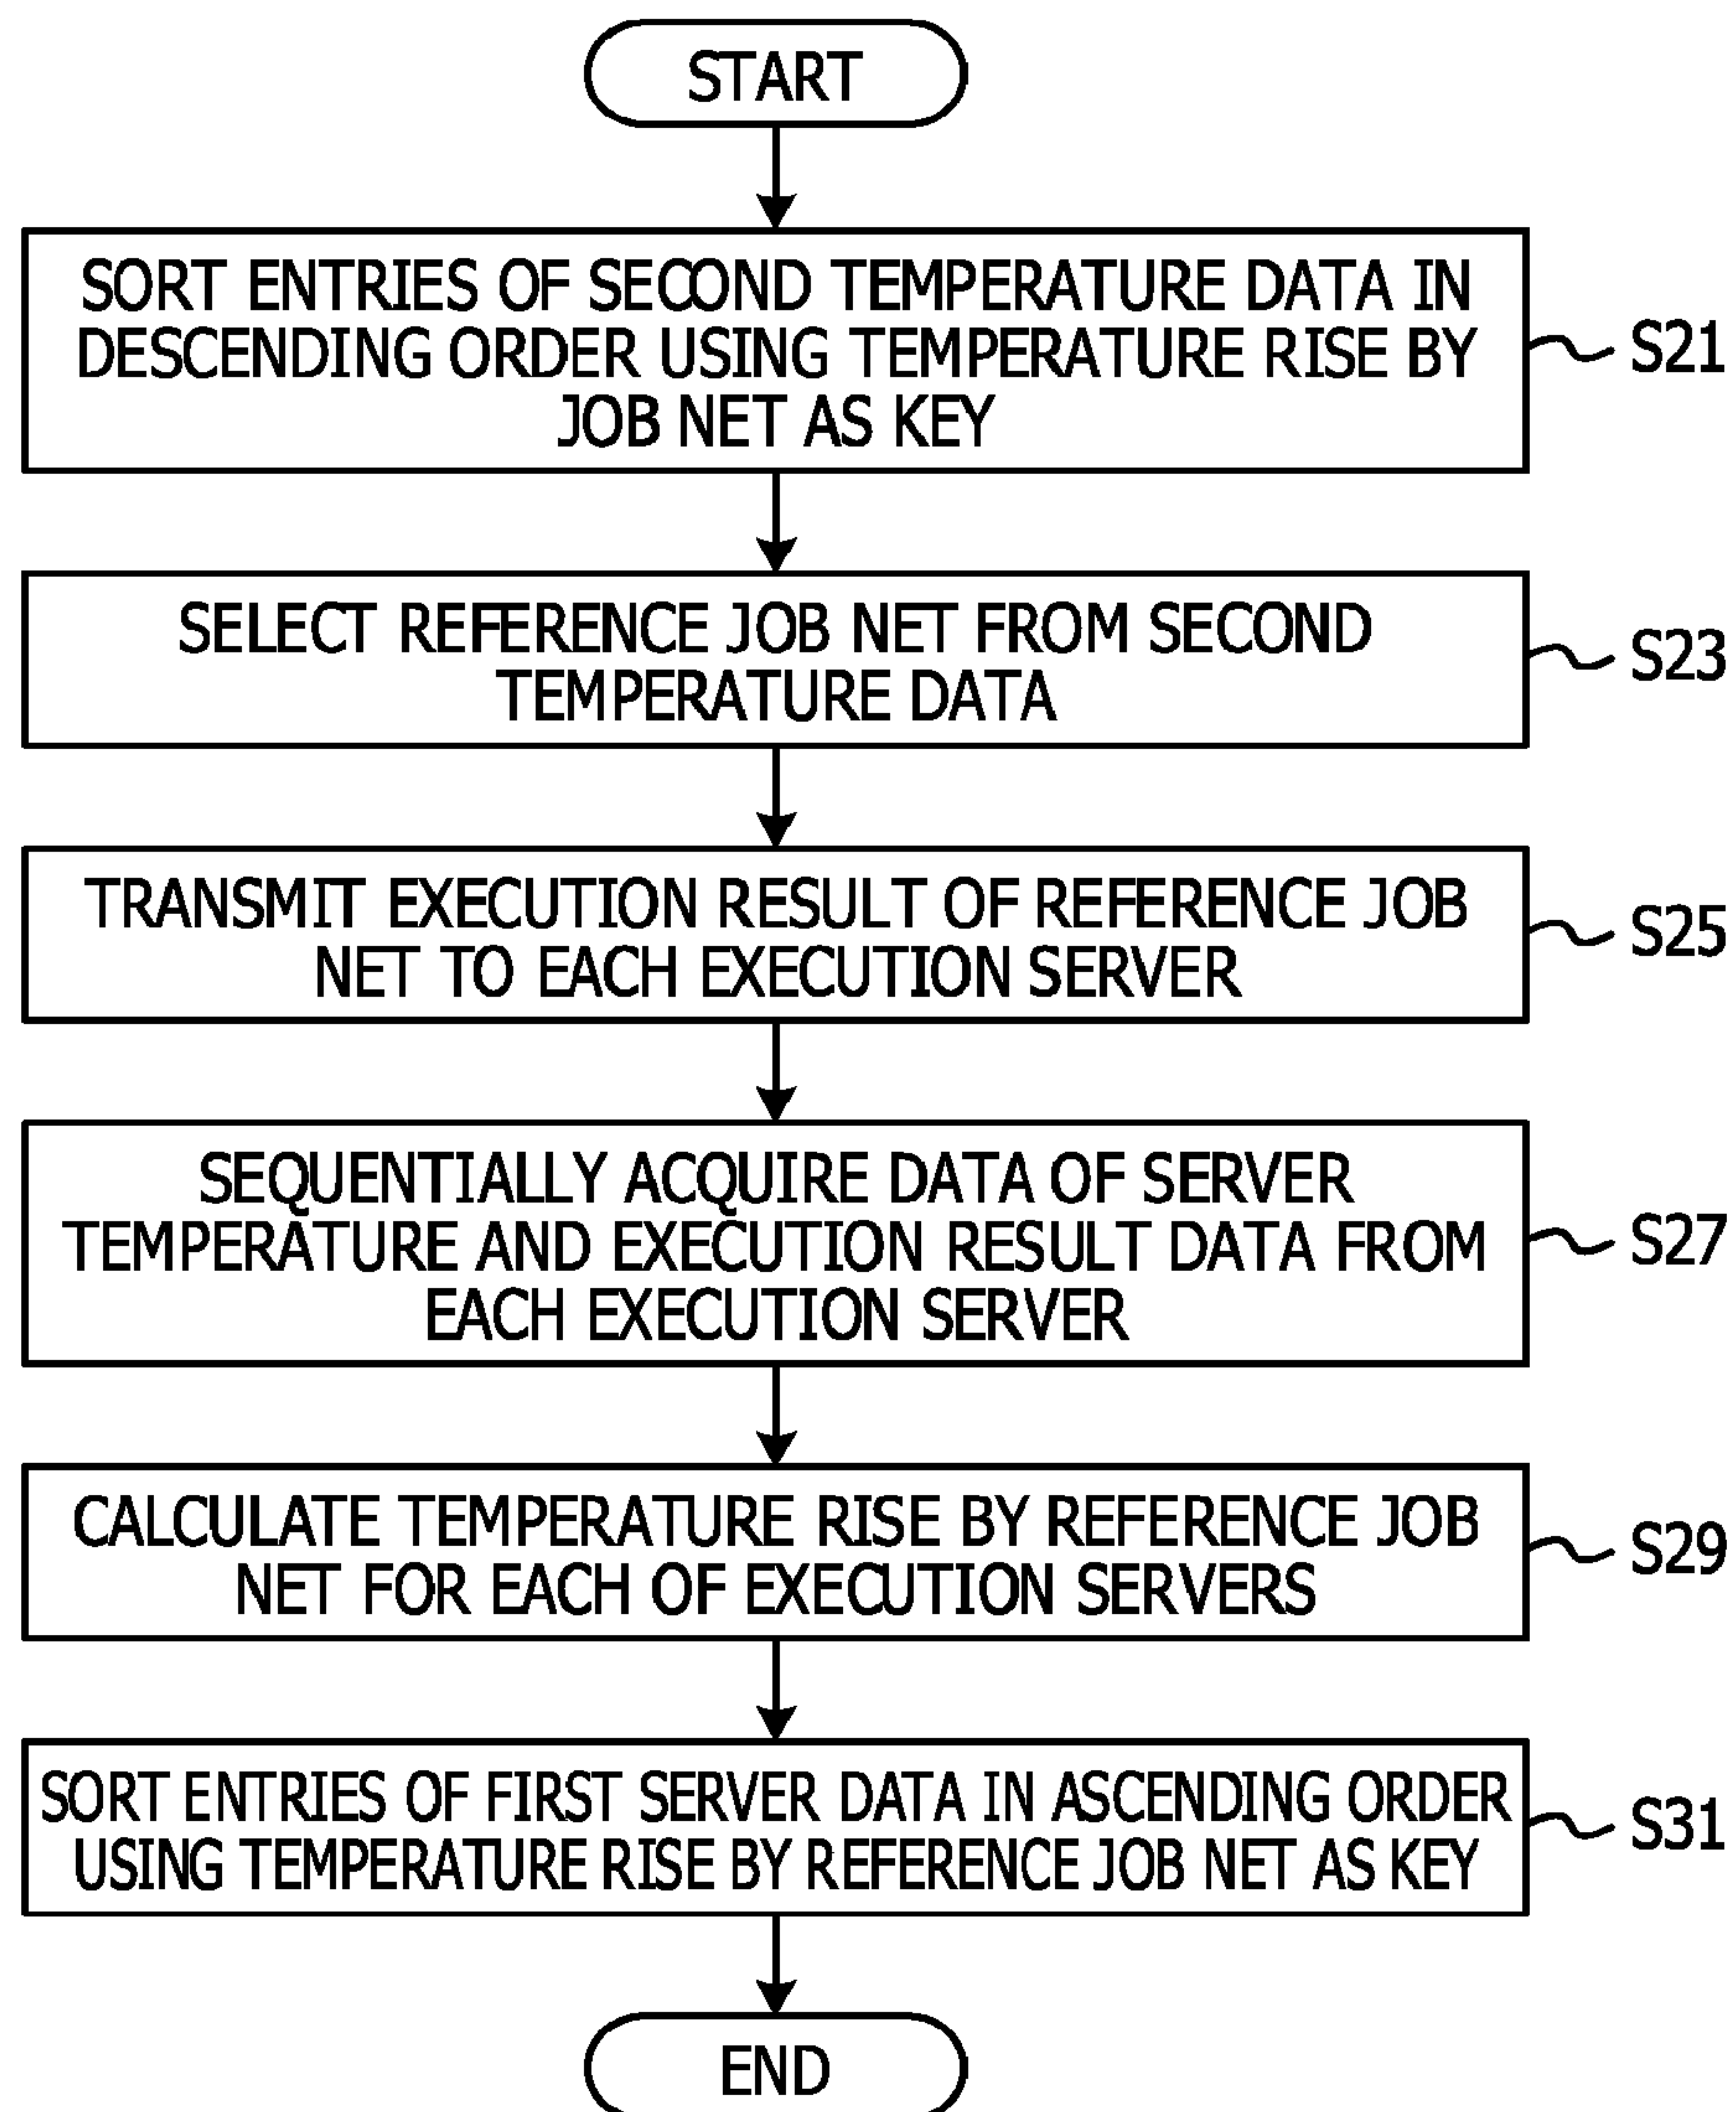 START
SORT ENTRIES OF SECOND TEMPERATURE DATA IN
DESCENDING ORDER USING TEMPERATURE RISE BY
JOB NET AS KEY
S21
SELECT REFERENCE JOB NET FROM SECOND
TEMPERATURE DATA
S23
TRANSMIT EXECUTION RESULT OF REFERENCE JOB
NET TO EACH EXECUTION SERVER
S25
SEQUENTIALLY ACQUIRE DATA OF SERVER
TEMPERATURE AND EXECUTION RESULT DATA FROM
EACH EXECUTION SERVER
S27
CALCULATE TEMPERATURE RISE BY REFERENCE JOB
NET FOR EACH OF EXECUTION SERVERS
S29
SORT ENTRIES OF FIRST SERVER DATA IN ASCENDING ORDER
USING TEMPERATURE RISE BY REFERENCE JOB NET AS KEY
S31
END